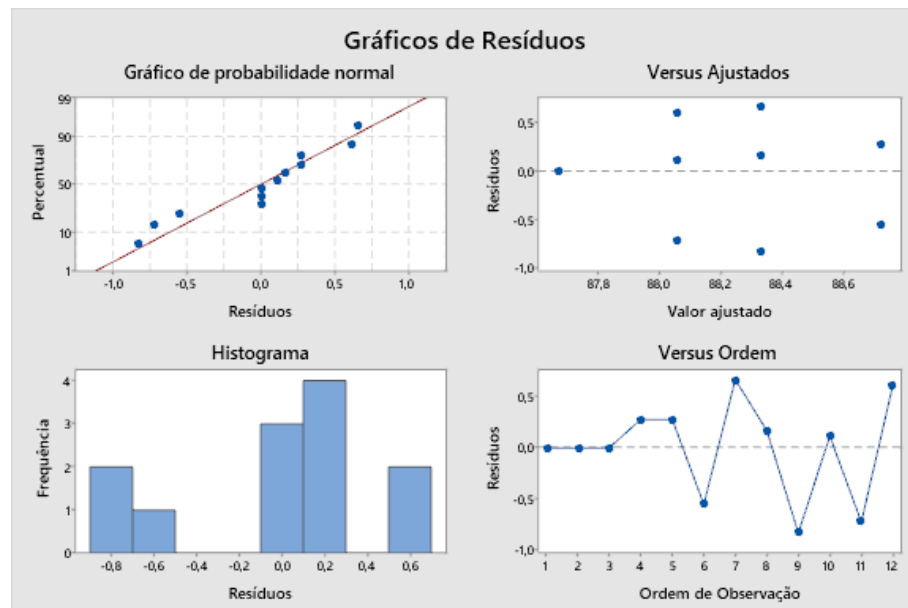 Gráficos de Resíduos
Gráfico de probabilidade normal
99
90
50
10
1
Percentual
-1,0 -0,5 0,0 0,5 1,0
Resíduos
Versus Ajustados
0,5
0,0
-0,5
-1,0
Resíduos
87,8 88,0 88,2 88,4 88,6
Valor ajustado
Histograma
4
3
2
1
0
Frequência
-0,8 -0,6 -0,4 -0,2 0,0 0,2 0,4 0,6
Resíduos
Versus Ordem
0,5
0,0
-0,5
-1,0
Resíduos
1 2 3 4 5 6 7 8 9 10 11 12
Ordem de Observação